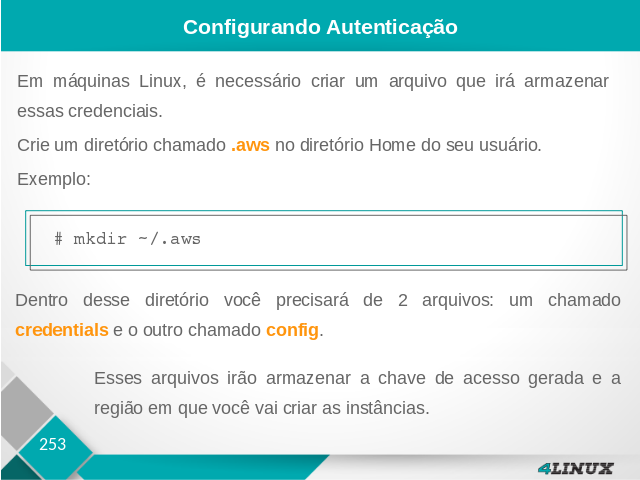 Configurando Autenticação
Em máquinas Linux, é necessário criar um arquivo que irá armazenar
essas credenciais.
Crie um diretório chamado .aws no diretório Home do seu usuário.
Exemplo:
# mkdir ~/.aws
Dentro desse diretório você precisará de 2 arquivos: um chamado
credentials e o outro chamado config.
Esses arquivos irão armazenar a chave de acesso gerada e a
região em que você vai criar as instâncias.
253
4LINUX